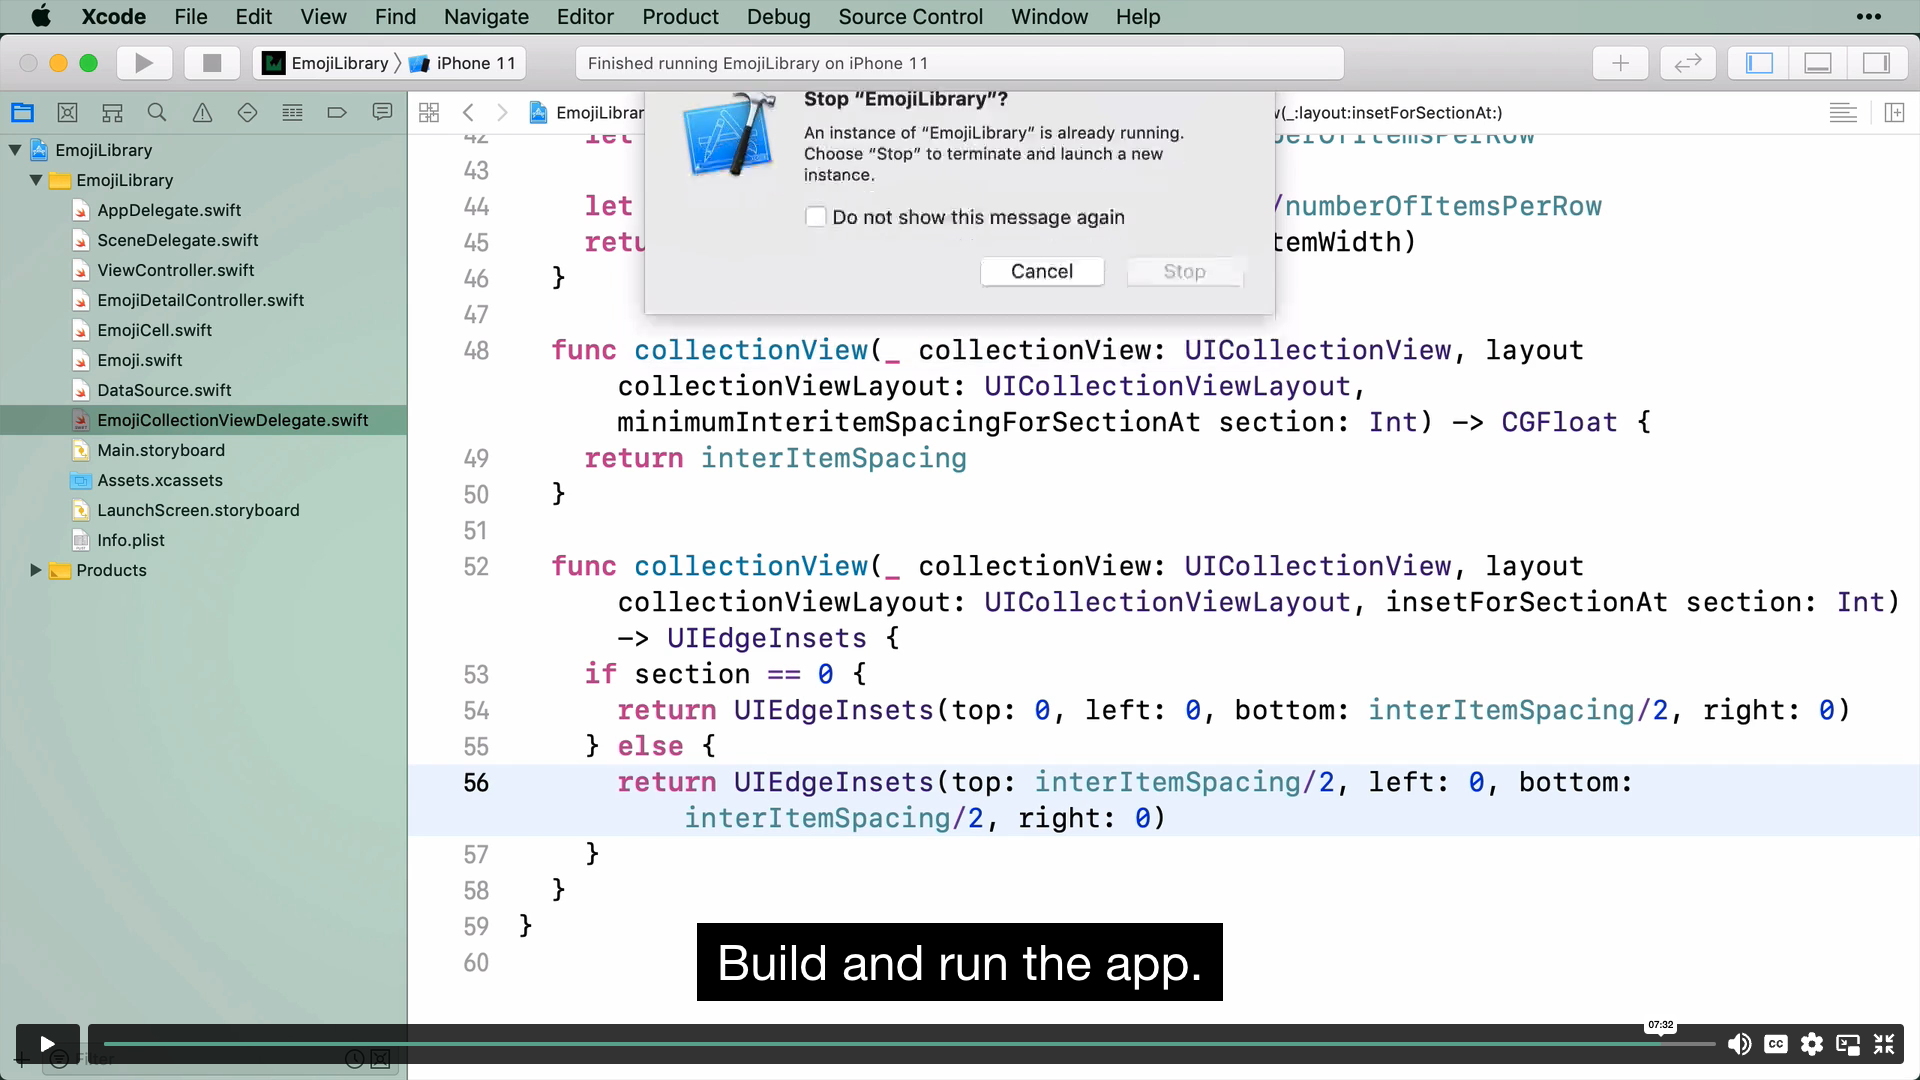 Xcode File Edit View Find Navigate Editor Product Debug Source Control Window Help
EmojiLibrary iPhone 11
Finished running EmojiLibrary on iPhone 11
EmojiLibrary
EmojiLibrary
AppDelegate.swift
SceneDelegate.swift
ViewController.swift
EmojiDetailController.swift
EmojiCell.swift
Emoji.swift
DataSource.swift
EmojiCollectionViewDelegate.swift
Main.storyboard
Assets.xcassets
LaunchScreen.storyboard
Info.plist
Products
Filter
EmojiLibrar
(_:layout:insetForSectionAt:)
Stop “EmojiLibrary”?
An instance of “EmojiLibrary” is already running.
Choose “Stop” to terminate and launch a new
instance.
Do not show this message again
Cancel Stop
42 let berOfItemsPerRow
43
44 let /numberOfItemsPerRow
45 retu temWidth)
46 }
47
48 func collectionView(_ collectionView: UICollectionView, layout
collectionViewLayout: UICollectionViewLayout,
minimumInteritemSpacingForSectionAt section: Int) -> CGFloat {
49 return interItemSpacing
50 }
51
52 func collectionView(_ collectionView: UICollectionView, layout
collectionViewLayout: UICollectionViewLayout, insetForSectionAt section: Int)
-> UIEdgeInsets {
53 if section == 0 {
54 return UIEdgeInsets(top: 0, left: 0, bottom: interItemSpacing/2, right: 0)
55 } else {
56 return UIEdgeInsets(top: interItemSpacing/2, left: 0, bottom:
interItemSpacing/2, right: 0)
57 }
58 }
59 }
60
Build and run the app.
07:32
CC